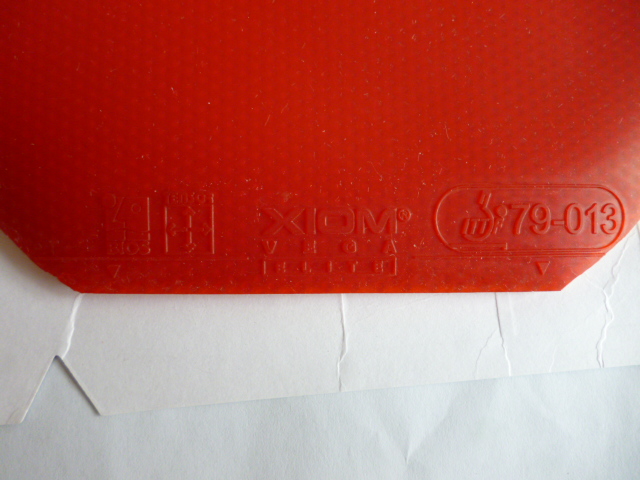 XIOM®
VEGA
[ELITE]
79-013